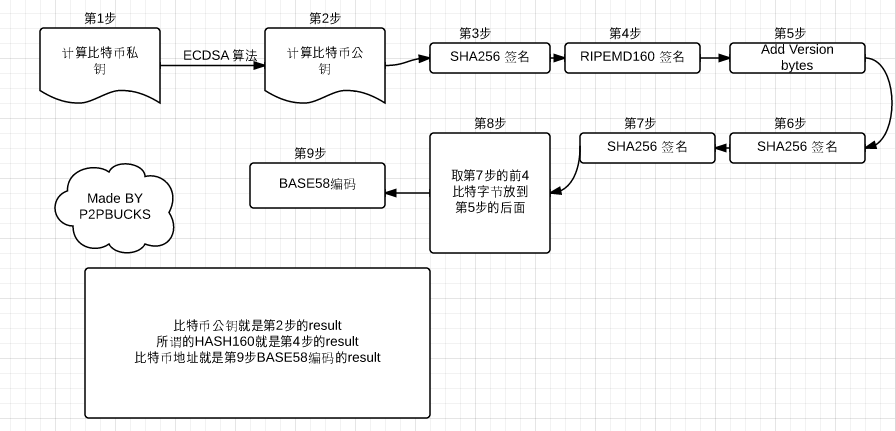 第1步
第2步
第3步
第4步
第5步
计算比特币私
钥
ECDSA 算法
计算比特币公
钥
SHA256 签名
RIPEMD160 签名
Add Version
bytes
第9步
第8步
第7步
第6步
BASE58编码
取第7步的前4
比特字节放到
第5步的后面
SHA256 签名
SHA256 签名
Made BY
P2PBUCKS
比特币公钥就是第2步的result
所谓的HASH160就是第4步的result
比特币地址就是第9步BASE58编码的result